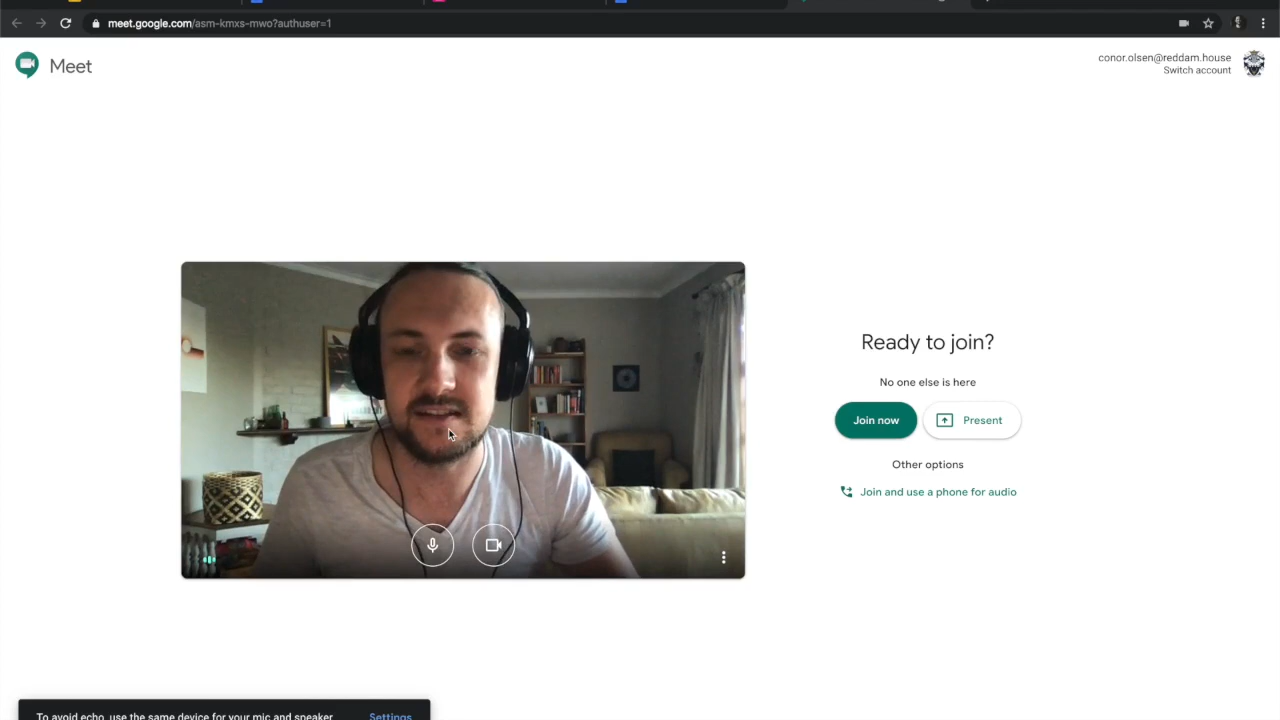 meet.google.com/asm-kmxs-mwo?authuser=1
Meet
conor.olsen@reddam.house
Switch account
Ready to join?
No one else is here
Join now
Present
Other options
Join and use a phone for audio
To avoid echo, use the same device for your mic and speaker. Settings